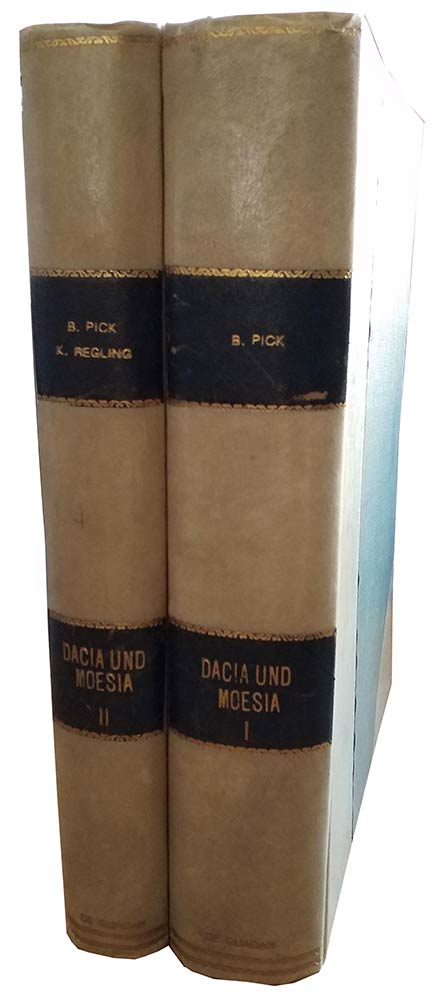 B. PICK
K. REGLING
DACIA UND
MOESIA
II
B. PICK
DACIA UND
MOESIA
I